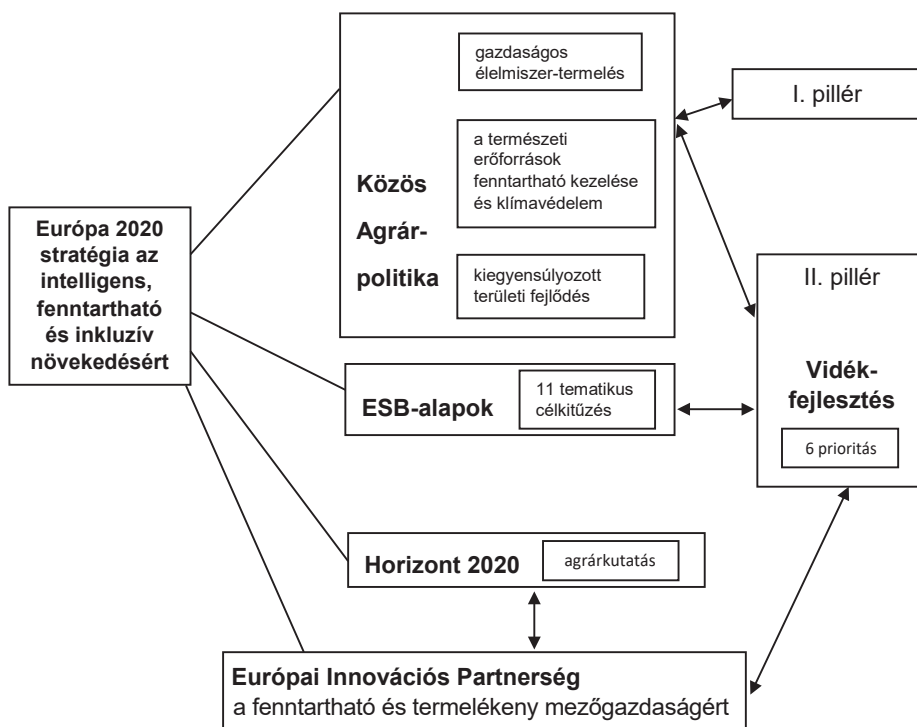 Európa 2020
stratégia az
intelligens,
fenntartható
és inkluzív
növekedésért
Közös
Agrár-
politika
gazdaságos
élelmiszer-termelés
a természeti
erőforrások
fenntartható kezelése
és klímavédelem
kiegyensúlyozott
területi fejlődés
I. pillér
II. pillér
Vidék-
fejlesztés
6 prioritás
ESB-alapok
11 tematikus
célkitűzés
Horizont 2020
agrárkutatás
Európai Innovációs Partnerség
a fenntartható és termelékeny mezőgazdaságért